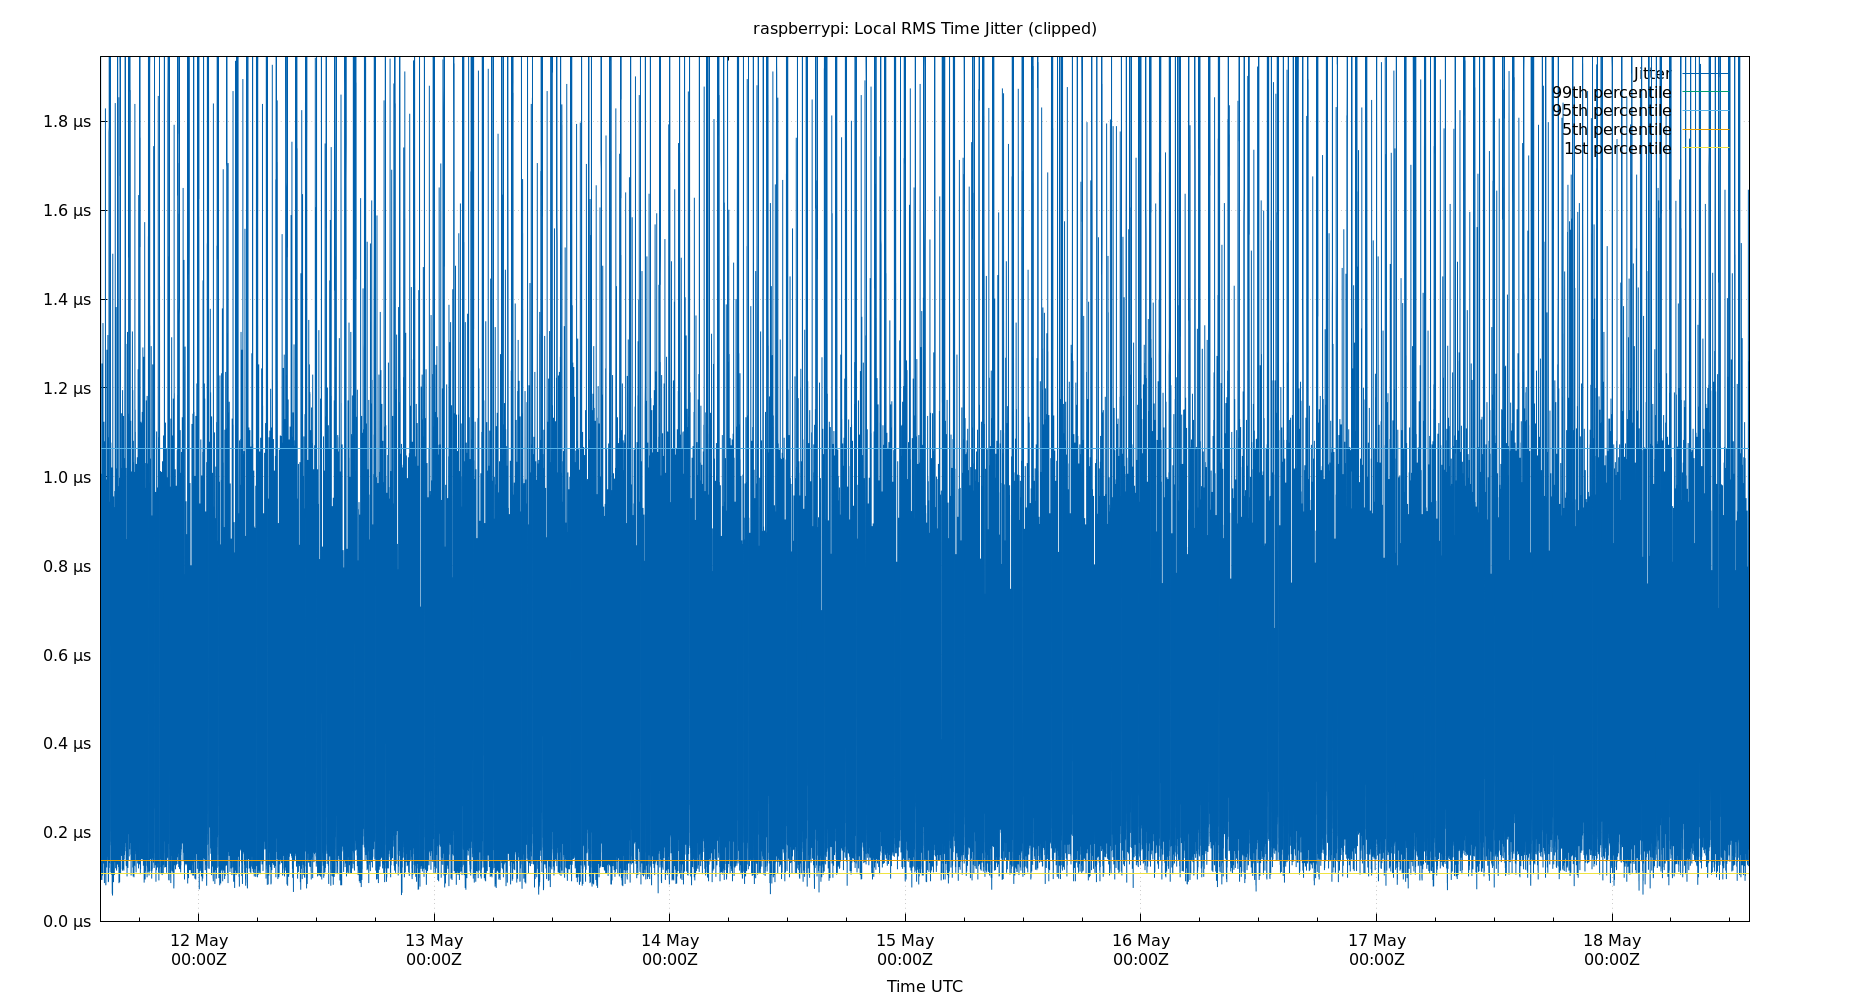 raspberrypi: Local RMS Time Jitter (clipped)
Jitter
99th percentile
95th percentile
5th percentile
1st percentile
1.8 μs
1.6 μs
1.4 μs
1.2 μs
1.0 μs
0.8 μs
0.6 μs
0.4 μs
0.2 μs
0.0 μs
12 May 13 May 14 May 15 May 16 May 17 May 18 May
00:00Z 00:00Z 00:00Z 00:00Z 00:00Z 00:00Z 00:00Z
Time UTC